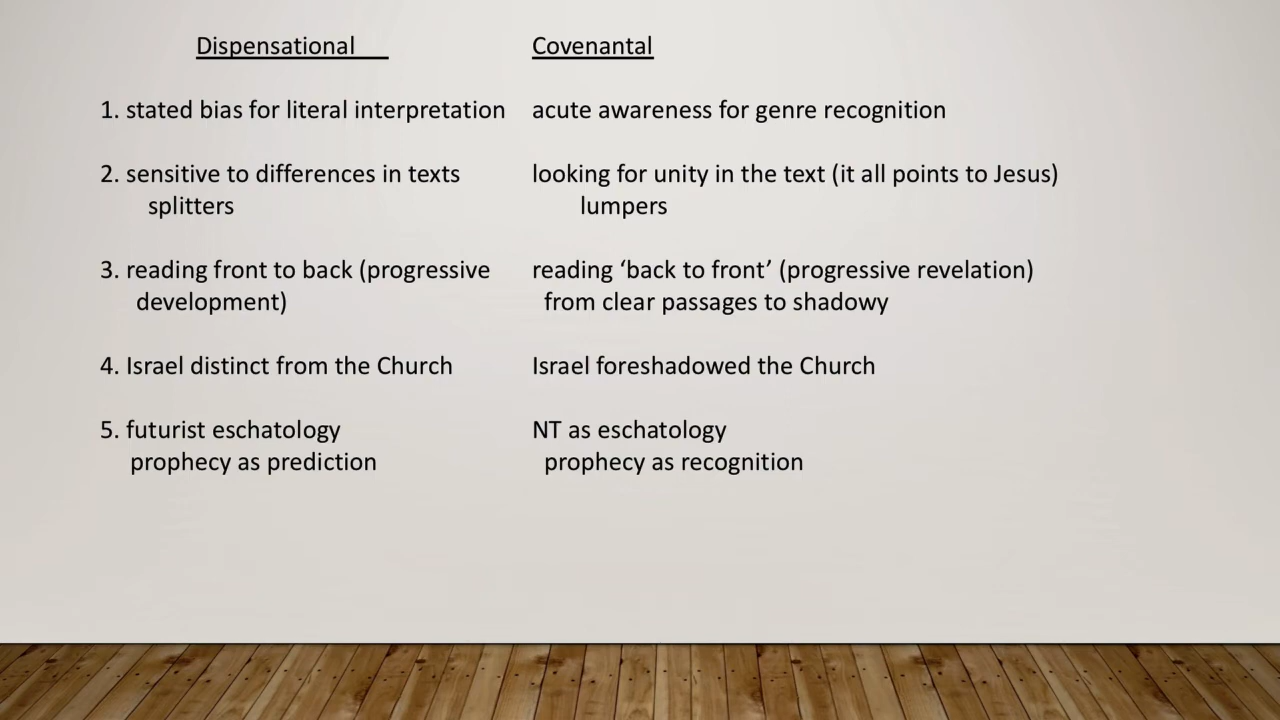 Dispensational Covenantal
1. stated bias for literal interpretation acute awareness for genre recognition
2. sensitive to differences in texts looking for unity in the text (it all points to Jesus)
splitters lumpers
3. reading front to back (progressive reading ‘back to front’ (progressive revelation)
development) from clear passages to shadowy
4. Israel distinct from the Church Israel foreshadowed the Church
5. futurist eschatology NT as eschatology
prophecy as prediction prophecy as recognition